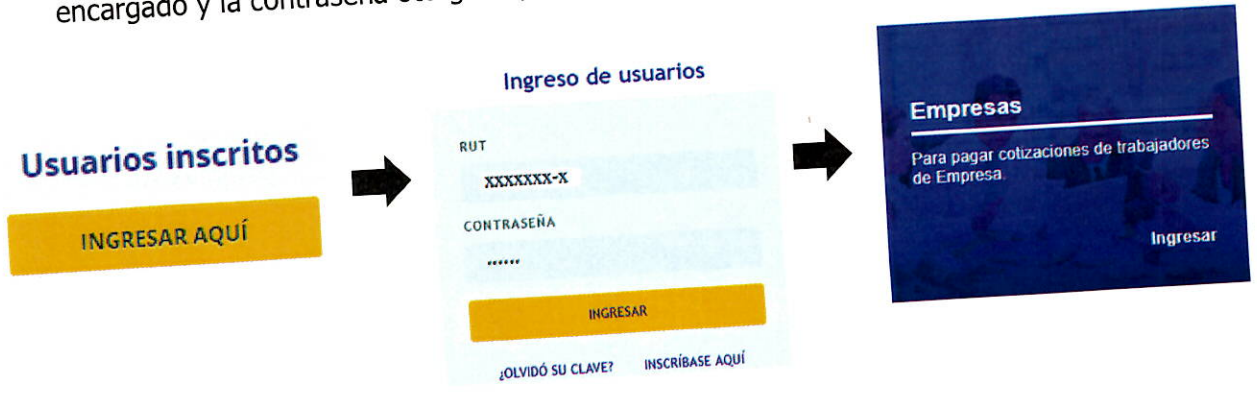 encargado y la contraseña
Usuarios inscritos
INGRESAR AQUÍ
Ingreso de usuarios
RUT
XXXXXXX-X
CONTRASEÑA
••••••
INGRESAR
¿OLVIDÓ SU CLAVE? INSCRÍBASE AQUÍ
Empresas
Para pagar cotizaciones de trabajadores
de Empresa.
Ingresar